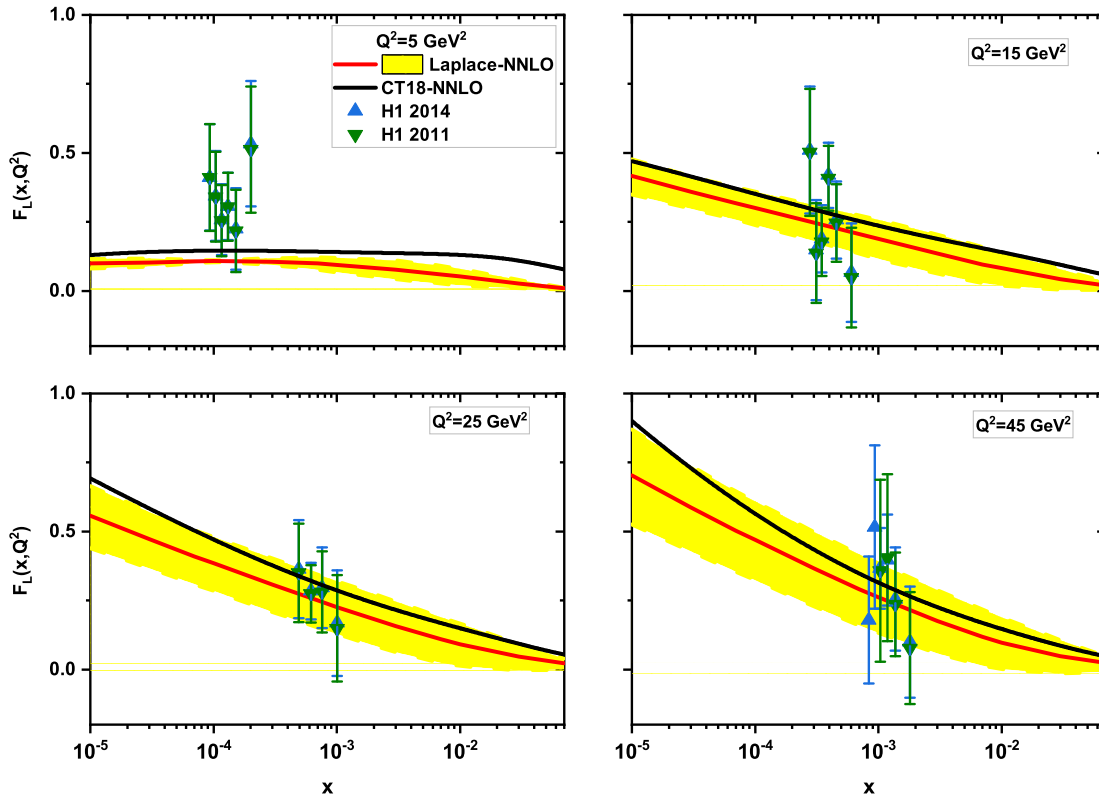 1.0
0.5
0.0
F_L(x,Q²)
Q²=5 GeV²
Laplace-NNLO
CT18-NNLO
H1 2014
H1 2011
Q²=15 GeV²
1.0
0.5
0.0
F_L(x,Q²)
Q²=25 GeV²
Q²=45 GeV²
10⁻⁵ 10⁻⁴ 10⁻³ 10⁻²
10⁻⁵ 10⁻⁴ 10⁻³ 10⁻²
x
x